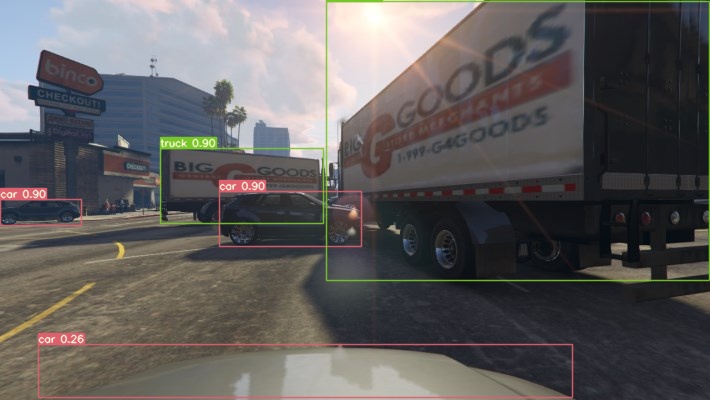 binco
CHECKOUT!
truck 0.90
car 0.90
BIG GOODS
car 0.90
BIG G GOODS
1-999-G4GOODS
car 0.26